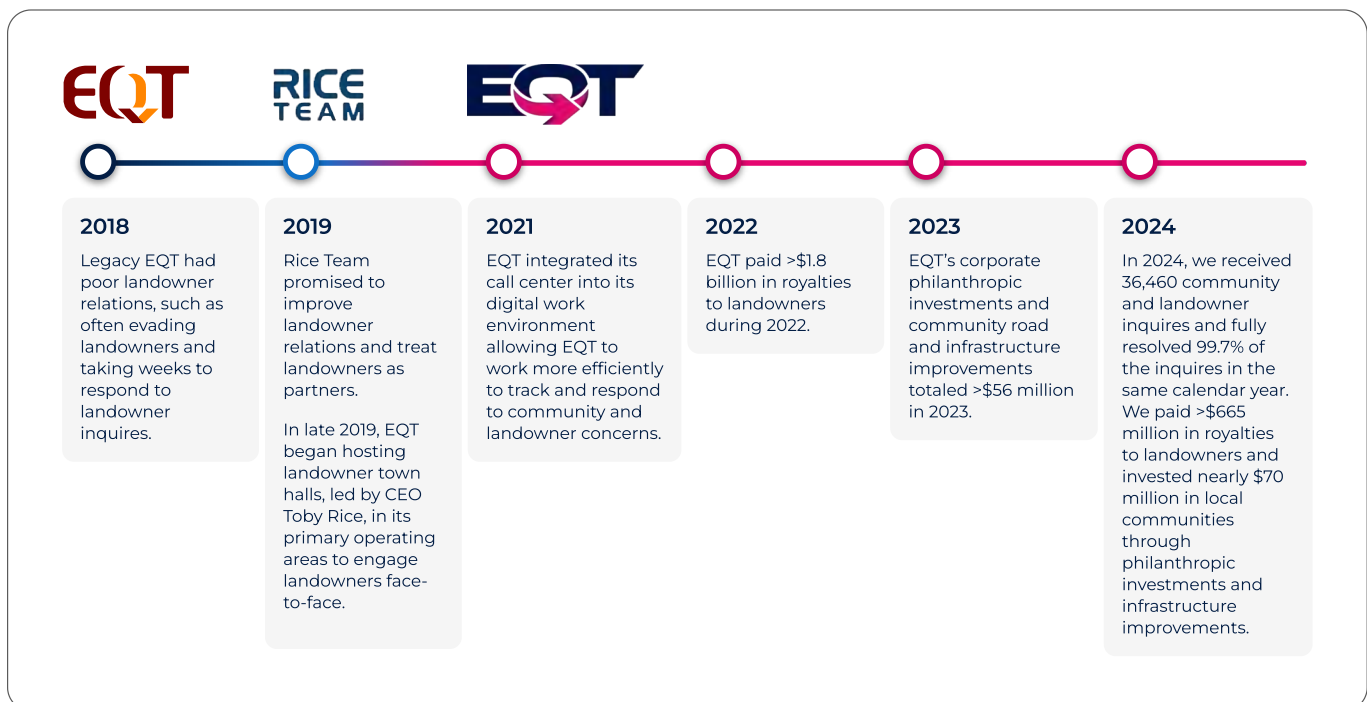 EQT
RICE
TEAM
EQT
2018
Legacy EQT had
poor landowner
relations, such as
often evading
landowners and
taking weeks to
respond to
landowner
inquires.
2019
Rice Team
promised to
improve
landowner
relations and treat
landowners as
partners.
In late 2019, EQT
began hosting
landowner town
halls, led by CEO
Toby Rice, in its
primary operating
areas to engage
landowners face-
to-face.
2021
EQT integrated its
call center into its
digital work
environment
allowing EQT to
work more efficiently
to track and respond
to community and
landowner concerns.
2022
EQT paid >$1.8
billion in royalties
to landowners
during 2022.
2023
EQT’s corporate
philanthropic
investments and
community road
and infrastructure
improvements
totaled >$56 million
in 2023.
2024
In 2024, we received
36,460 community
and landowner
inquires and fully
resolved 99.7% of
the inquires in the
same calendar year.
We paid >$665
million in royalties
to landowners and
invested nearly $70
million in local
communities
through
philanthropic
investments and
infrastructure
improvements.